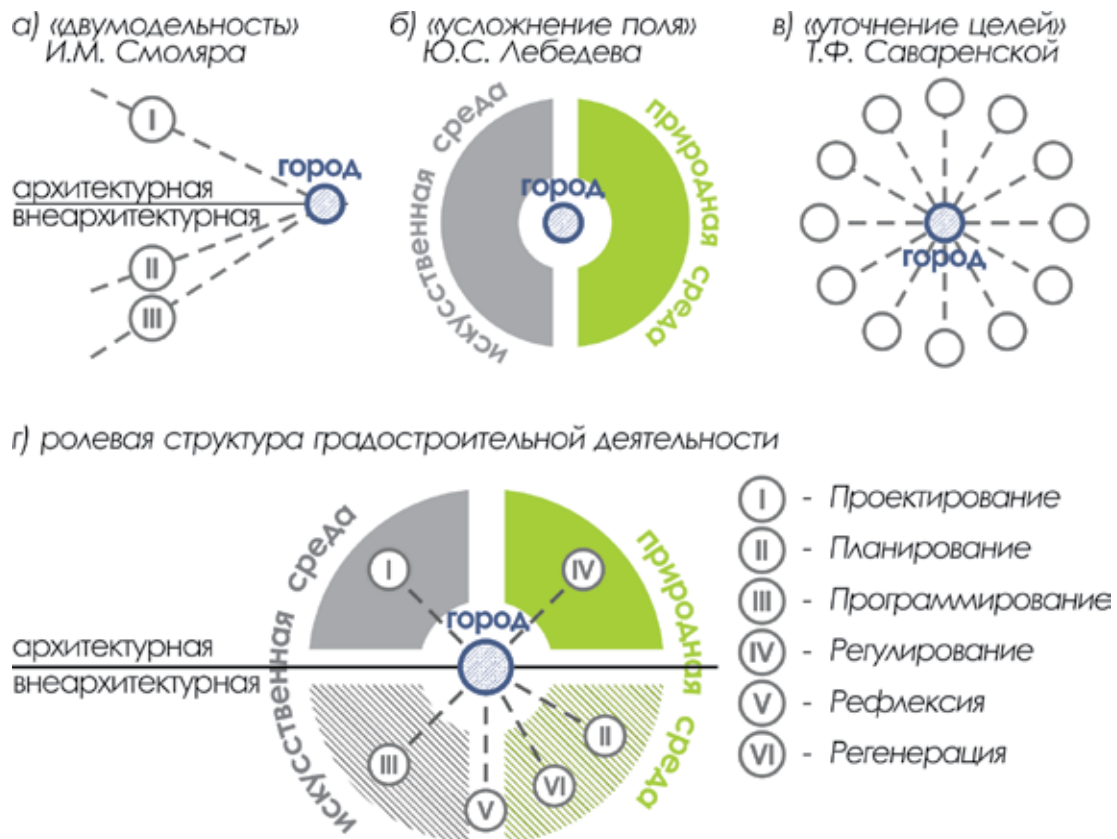 а) «двумодельность»
И.М. Смоляра
I
город
архитектурная
внеархитектурная
II
III
б) «усложнение поля»
Ю.С. Лебедева
искусственная среда
город
природная среда
в) «уточнение целей»
Т.Ф. Саваренской
город
г) ролевая структура градостроительной деятельности
искусственная среда
природная среда
I
IV
город
архитектурная
внеархитектурная
III
V
VI
II
I - Проектирование
II - Планирование
III - Программирование
IV - Регулирование
V - Рефлексия
VI - Регенерация